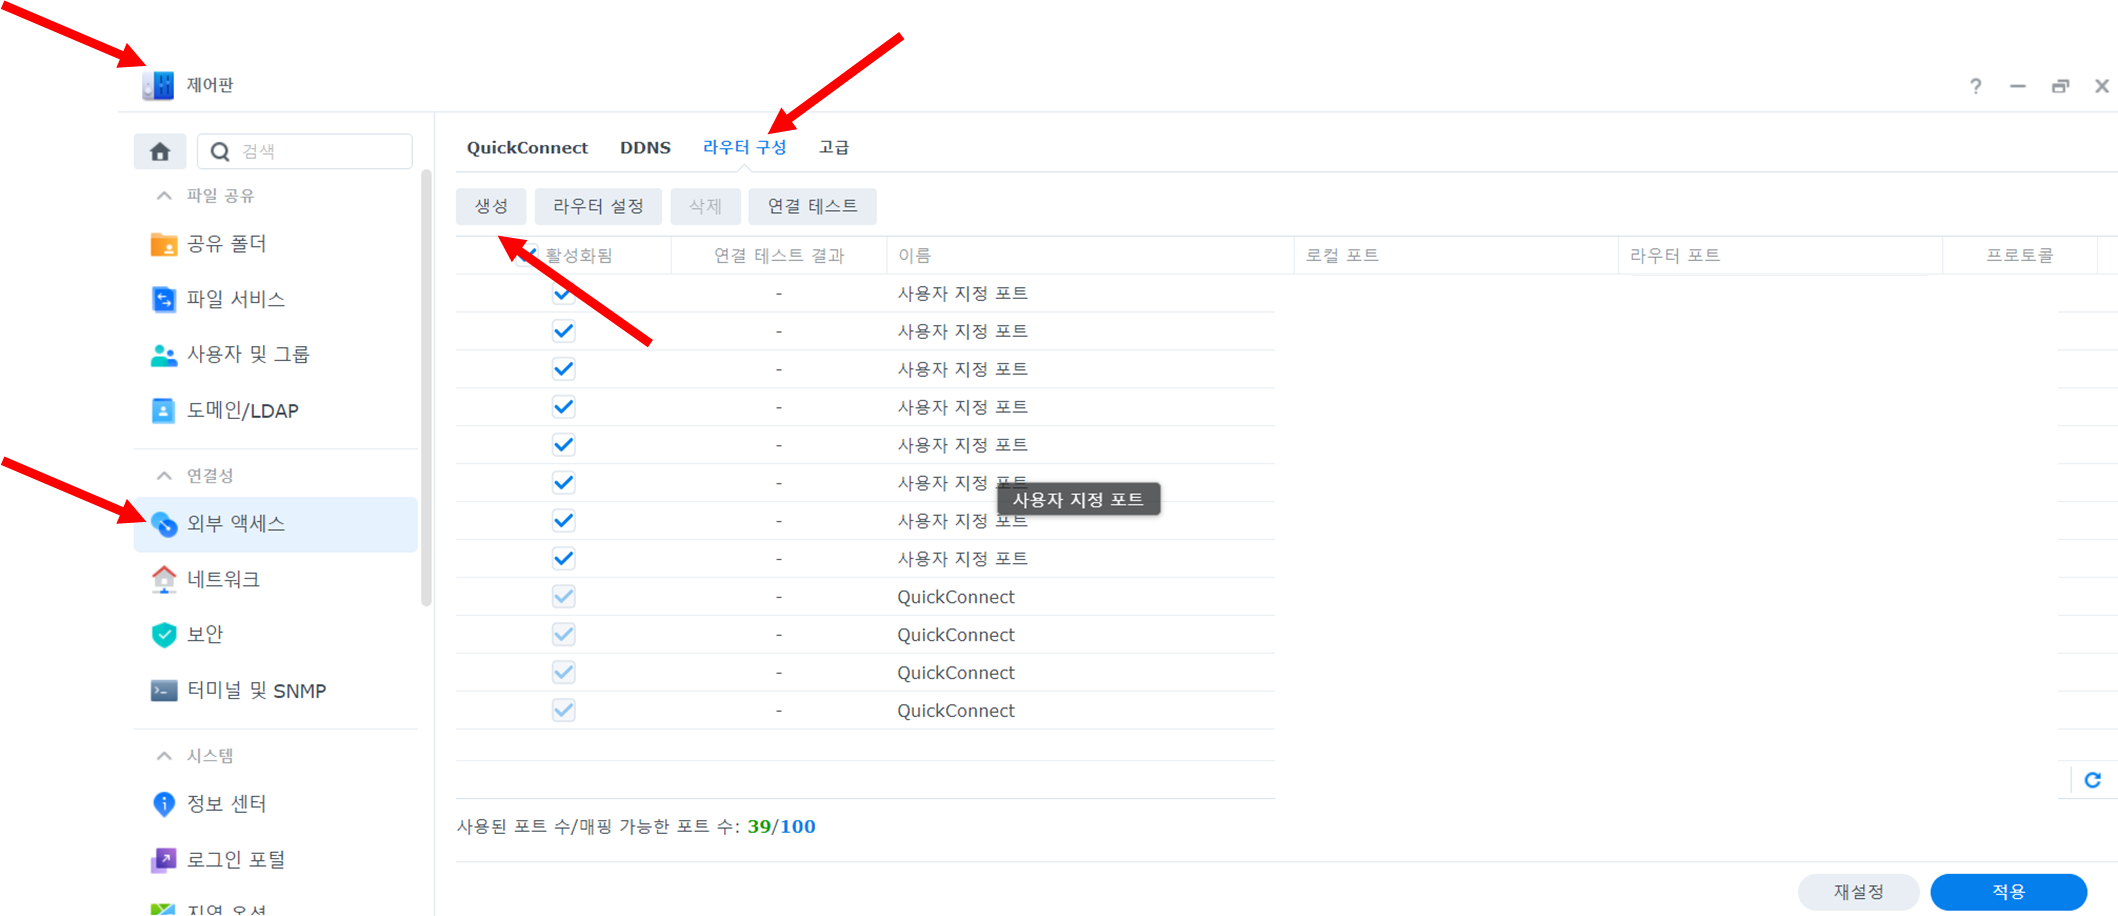 제어판
검색
파일 공유
공유 폴더
파일 서비스
사용자 및 그룹
도메인/LDAP
연결성
외부 액세스
네트워크
보안
터미널 및 SNMP
시스템
정보 센터
로그인 포털
지역 옵션
QuickConnect DDNS 라우터 구성 고급
생성 라우터 설정 삭제 연결 테스트
활성화됨 연결 테스트 결과 이름 로컬 포트 라우터 포트 프로토콜
- 사용자 지정 포트
- 사용자 지정 포트
- 사용자 지정 포트
- 사용자 지정 포트
- 사용자 지정 포트
- 사용자 지정 포트
사용자 지정 포트
- 사용자 지정 포트
- 사용자 지정 포트
- QuickConnect
- QuickConnect
- QuickConnect
- QuickConnect
사용된 포트 수/매핑 가능한 포트 수: 39/100
재설정 적용